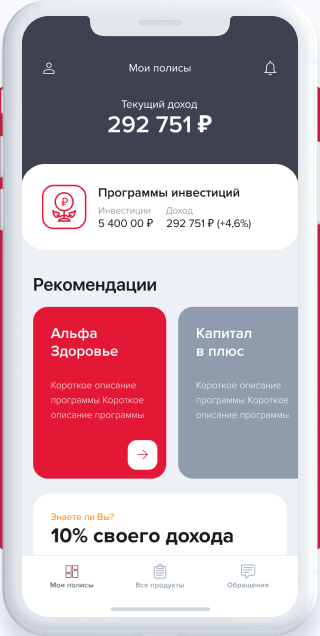 Мои полисы
Текущий доход
292 751 ₽
Программы инвестиций
Инвестиции Доход
5 400 00 ₽ 292 751 ₽ (+4,6%)
Рекомендации
Альфа
Здоровье
Короткое описание
программы Короткое
описание программы
Капитал
в плюс
Короткое описание
программы Короткое
описание программы
Знаете ли Вы?
10% своего дохода
Мои полисы
Все продукты
Обращения